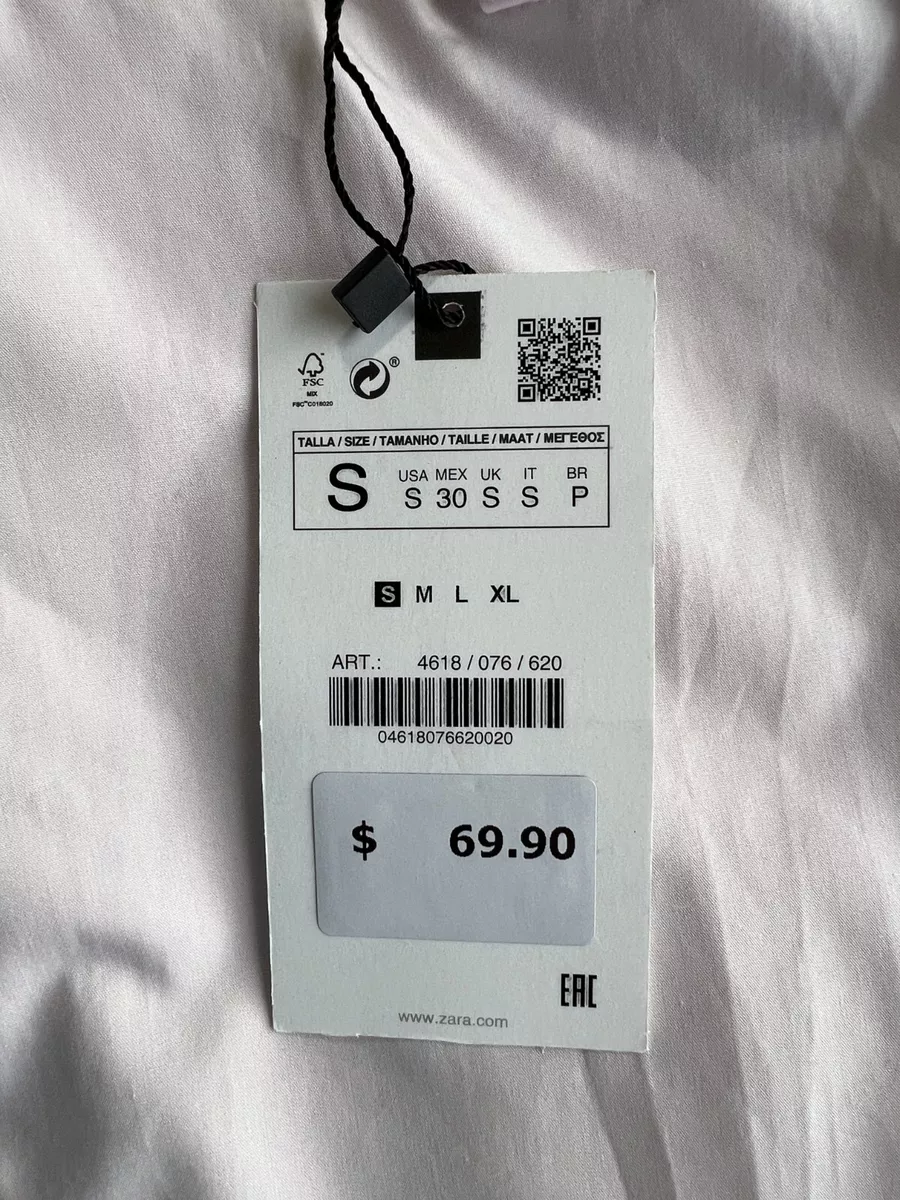 FSC
MIX
FSC™ C018020
®
TALLA / SIZE / TAMANHO / TAILLE / MAAT / ΜΕΓΕΘΟΣ
S
USA MEX UK IT BR
S 30 S S P
S M L XL
ART.: 4618 / 076 / 620
04618076620020
$ 69.90
EAC
www.zara.com